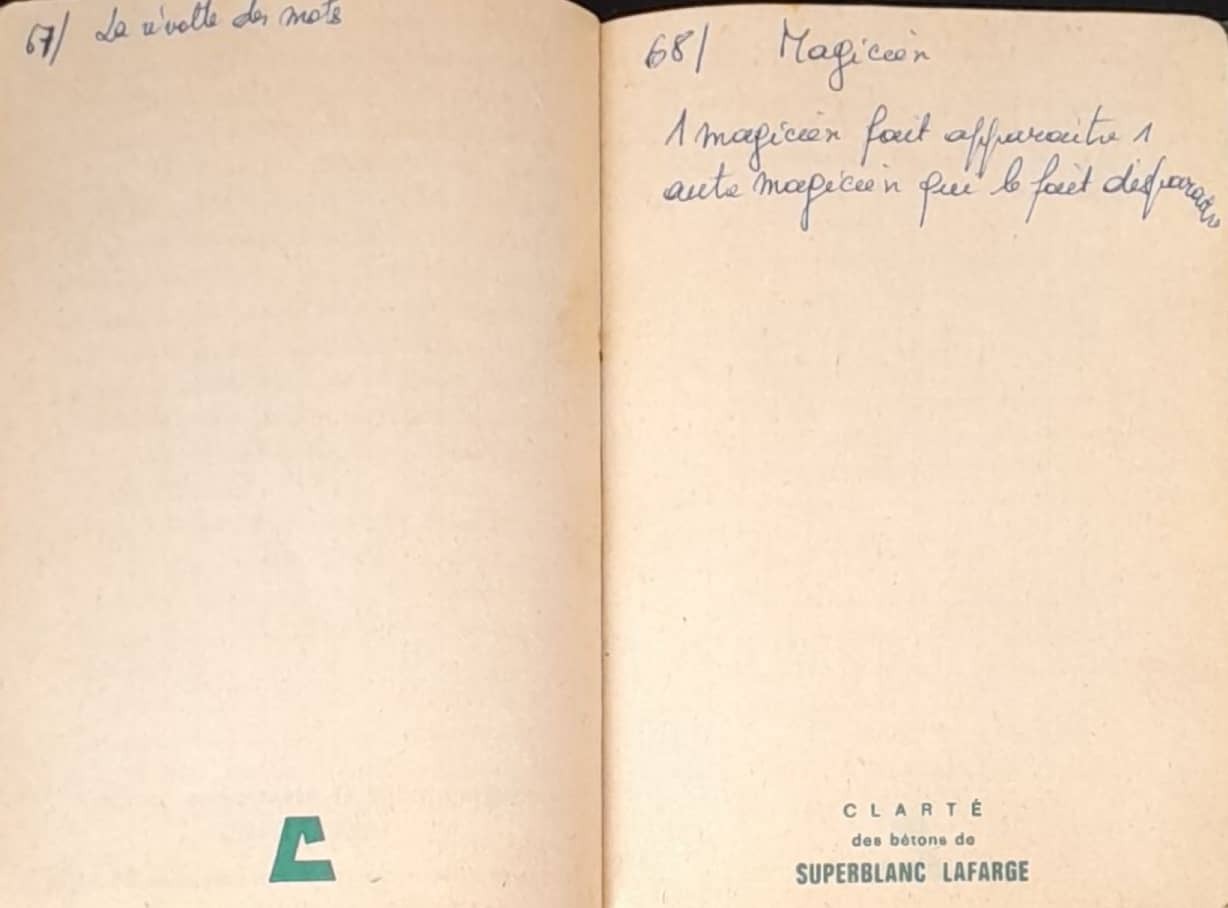 67/ La révolte des mots
68/ Magicien
1 magicien fait apparaitre 1
autre magicien qui le fait disparaitre
CLARTÉ
des bétons de
SUPERBLANC LAFARGE